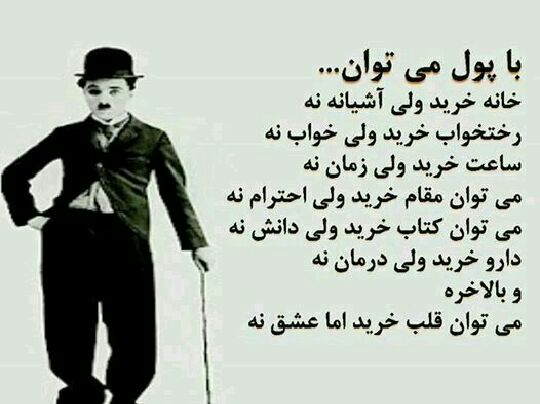 با پول می توان...
خانه خرید ولی آشیانه نه
رختخواب خرید ولی خواب نه
ساعت خرید ولی زمان نه
می توان مقام خرید ولی احترام نه
می توان کتاب خرید ولی دانش نه
دارو خرید ولی درمان نه
و بالاخره
می توان قلب خرید اما عشق نه